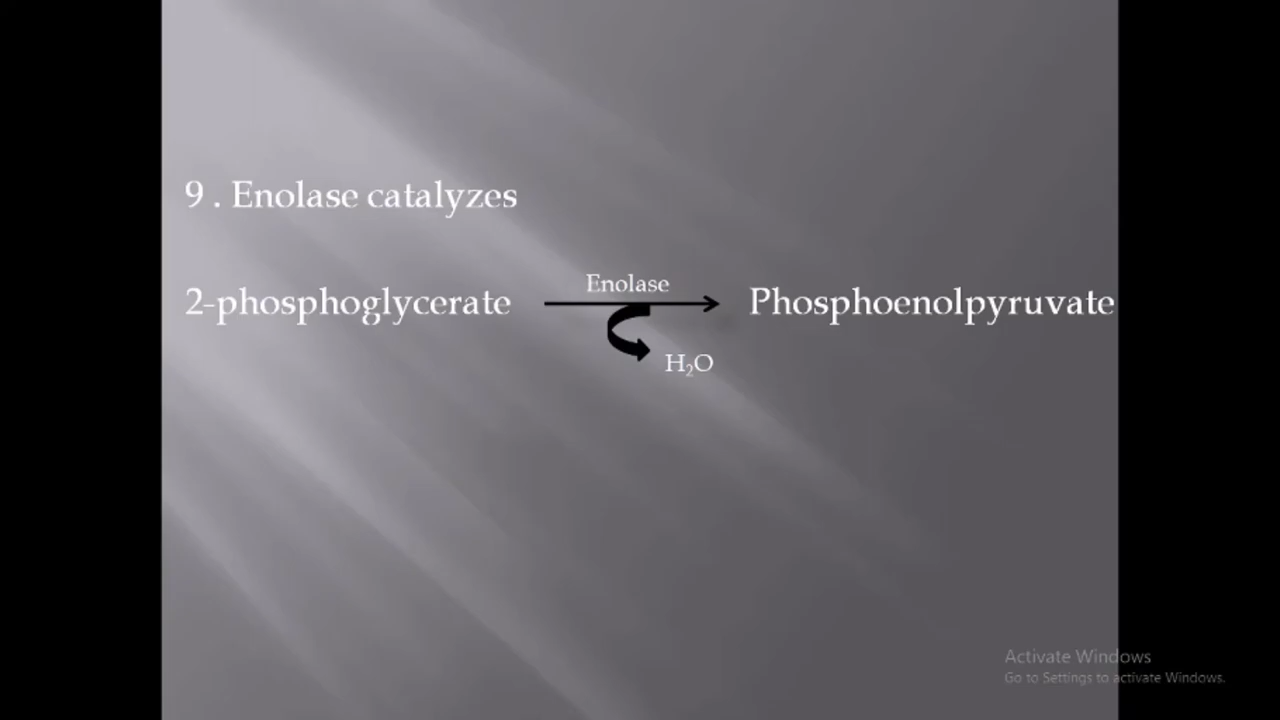 9 . Enolase catalyzes
Enolase
2-phosphoglycerate Phosphoenolpyruvate
H₂O
Activate Windows
Go to Settings to activate Windows.